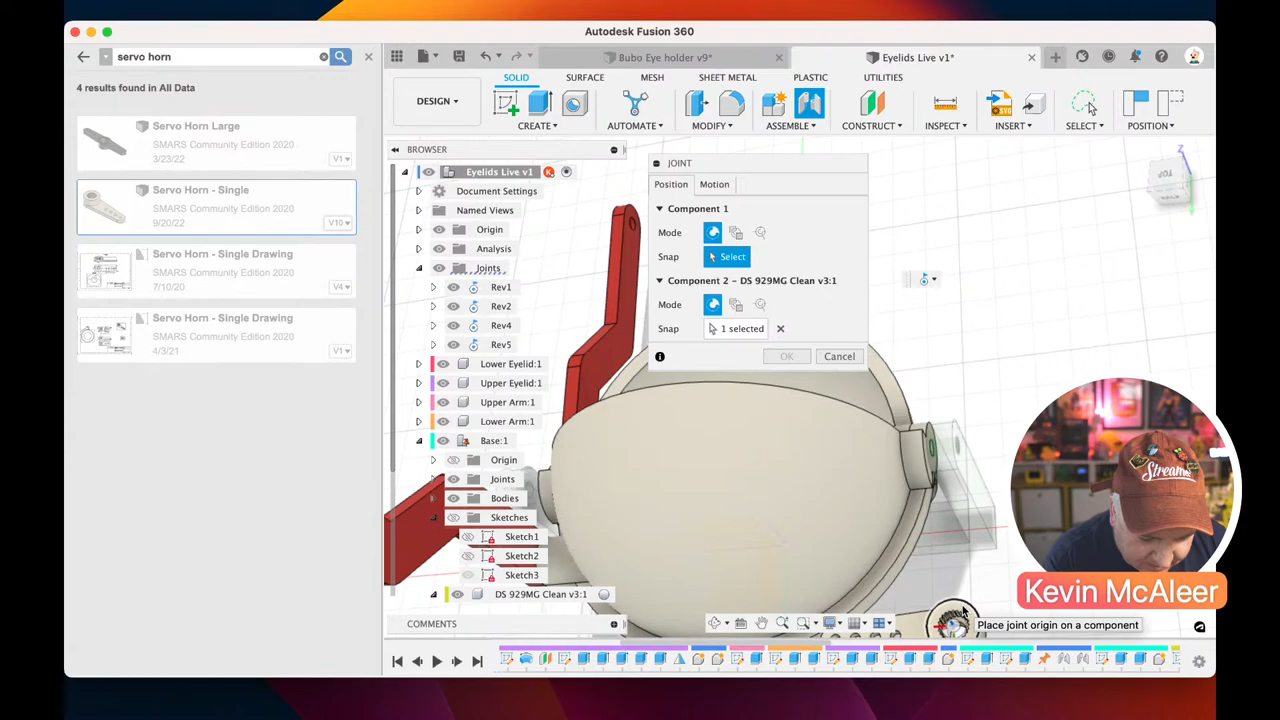 Autodesk Fusion 360
servo horn
Bubo Eye holder v9*
Eyelids Live v1*
4 results found in All Data
SOLID
SURFACE
MESH
SHEET METAL
PLASTIC
UTILITIES
DESIGN
CREATE
AUTOMATE
MODIFY
ASSEMBLE
CONSTRUCT
INSPECT
INSERT
SELECT
POSITION
Servo Horn Large
SMARS Community Edition 2020
3/23/22
V1
Servo Horn - Single
SMARS Community Edition 2020
9/20/22
V10
Servo Horn - Single Drawing
SMARS Community Edition 2020
7/10/20
V4
Servo Horn - Single Drawing
SMARS Community Edition 2020
4/3/21
V1
BROWSER
Eyelids Live v1
Document Settings
Named Views
Origin
Analysis
Joints
Rev1
Rev2
Rev4
Rev5
Lower Eyelid:1
Upper Eyelid:1
Upper Arm:1
Lower Arm:1
Base:1
Origin
Joints
Bodies
Sketches
Sketch1
Sketch2
Sketch3
DS 929MG Clean v3:1
COMMENTS
JOINT
Position
Motion
Component 1
Mode
Snap
Select
Component 2 - DS 929MG Clean v3:1
Mode
Snap
1 selected
OK
Cancel
Z
TOP
Streamer
Kevin McAleer
Place joint origin on a component